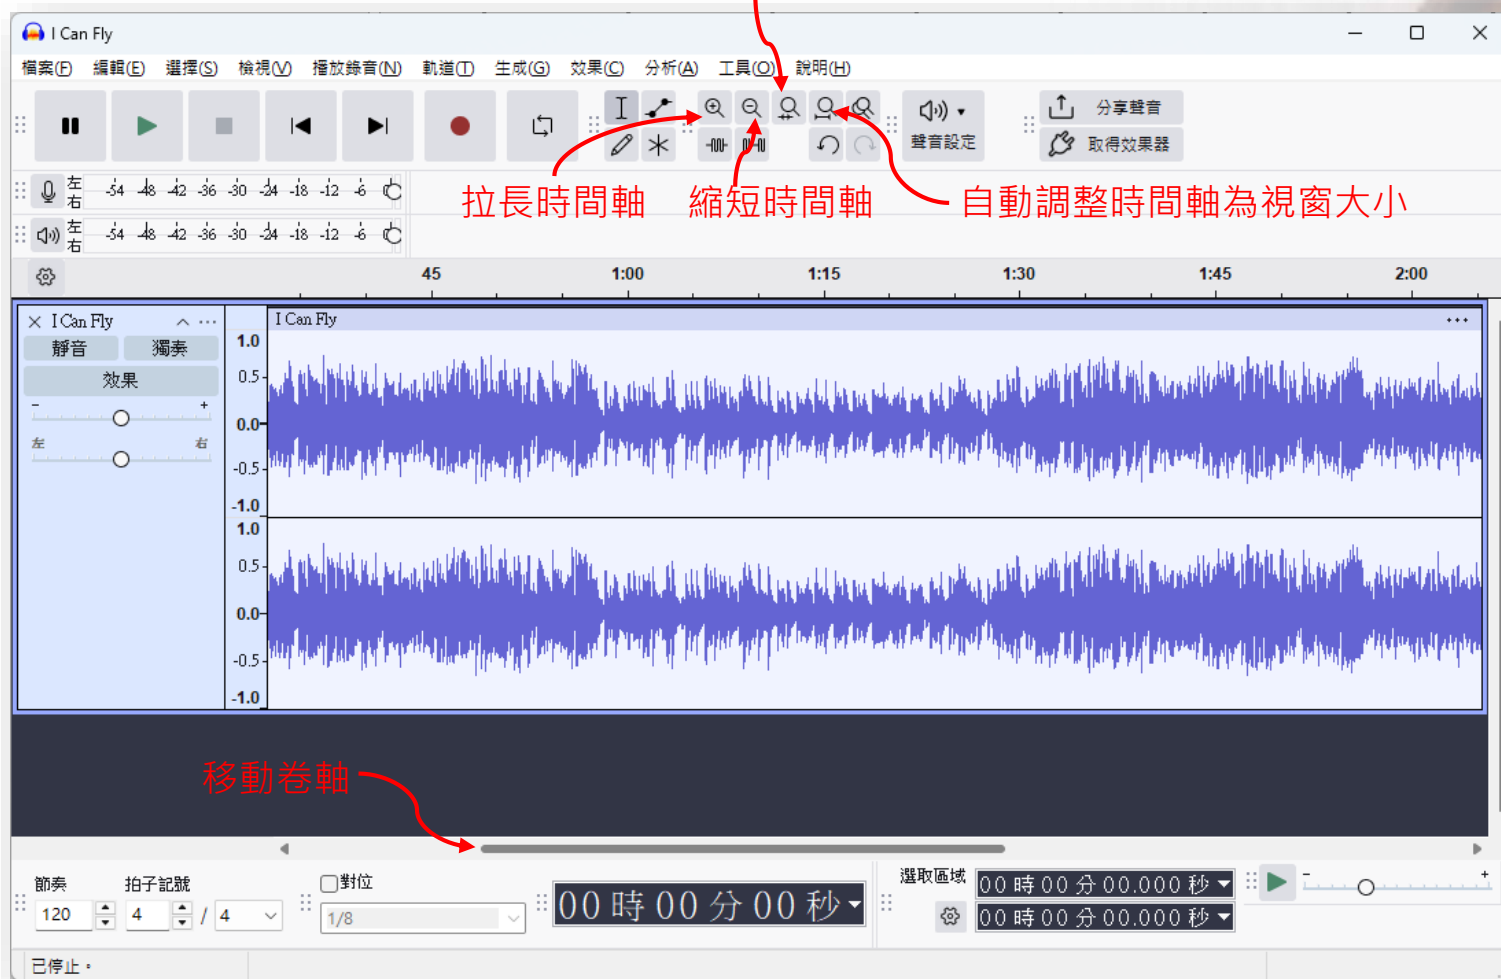 I Can Fly
檔案(F) 編輯(E) 選擇(S) 檢視(V) 播放錄音(N) 軌道(T) 生成(G) 效果(C) 分析(A) 工具(O) 說明(H)
聲音設定
分享聲音
取得效果器
左
右
-54 -48 -42 -36 -30 -24 -18 -12 -6 0
拉長時間軸 縮短時間軸 自動調整時間軸為視窗大小
左
右
-54 -48 -42 -36 -30 -24 -18 -12 -6 0
45 1:00 1:15 1:30 1:45 2:00
I Can Fly
I Can Fly
靜音 獨奏
效果
- +
左 右
1.0
0.5
0.0
-0.5
-1.0
1.0
0.5
0.0
-0.5
-1.0
移動卷軸
節奏 拍子記號
120 4 / 4
對位
1/8
00 時 00 分 00 秒
選取區域
00 時 00 分 00.000 秒
00 時 00 分 00.000 秒
- +
已停止。